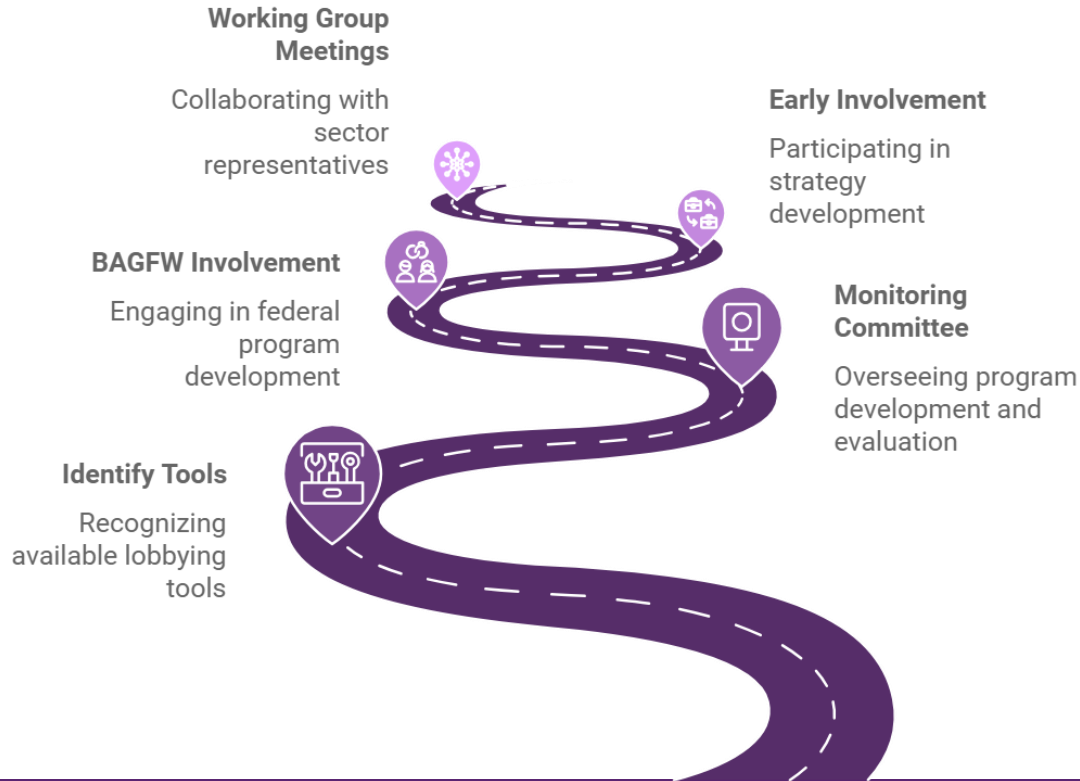 Working Group
Meetings
Collaborating with
sector
representatives
Early Involvement
Participating in
strategy
development
BAGFW Involvement
Engaging in federal
program
development
Monitoring
Committee
Overseeing program
development and
evaluation
Identify Tools
Recognizing
available lobbying
tools